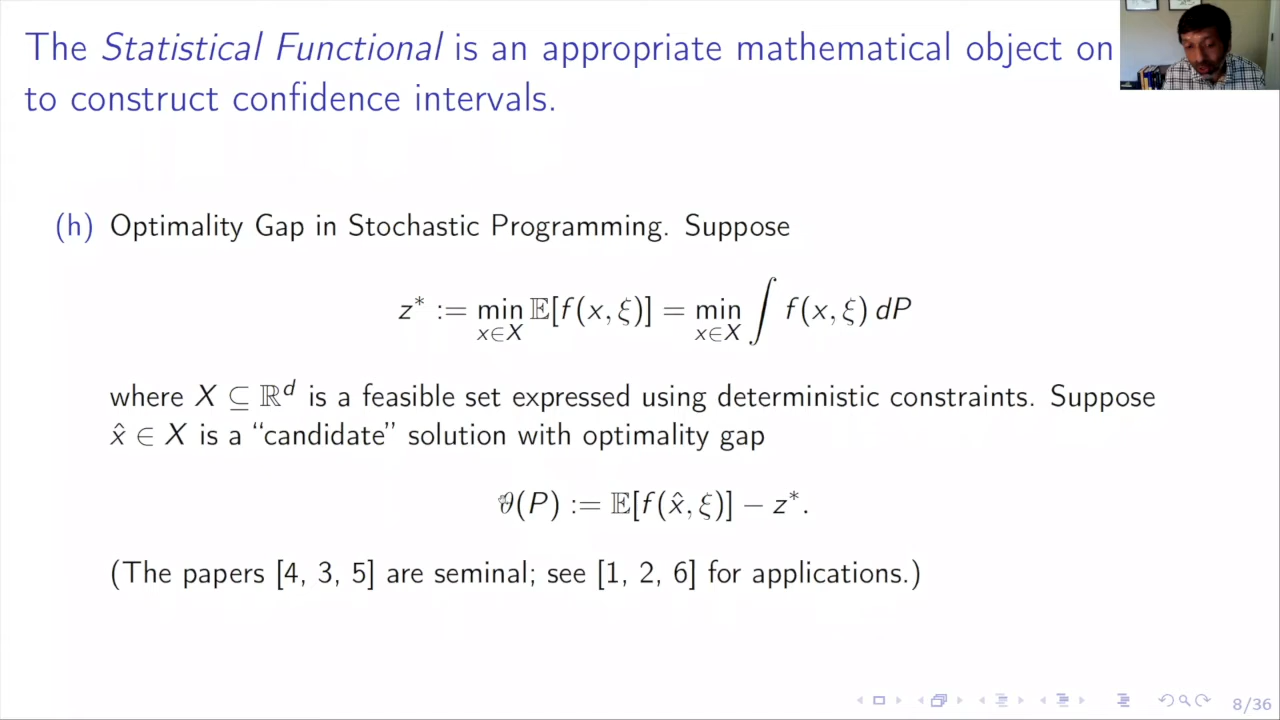 The Statistical Functional is an appropriate mathematical object on
to construct confidence intervals.
(h) Optimality Gap in Stochastic Programming. Suppose
z* := min_{x∈X} 𝔼[f(x, ξ)] = min_{x∈X} ∫ f(x, ξ) dP
where X ⊆ ℝ^d is a feasible set expressed using deterministic constraints. Suppose
x̂ ∈ X is a “candidate” solution with optimality gap
ϑ(P) := 𝔼[f(x̂, ξ)] − z*.
(The papers [4, 3, 5] are seminal; see [1, 2, 6] for applications.)
8/36